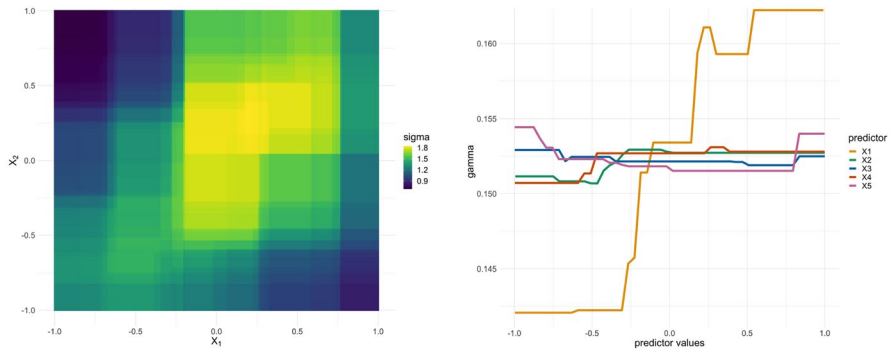 1.0
0.5
0.0
-0.5
-1.0
X2
-1.0 -0.5 0.0 0.5 1.0
X1
sigma
1.8
1.5
1.2
0.9
0.160
0.155
0.150
0.145
gamma
-1.0 -0.5 0.0 0.5 1.0
predictor values
predictor
X1
X2
X3
X4
X5